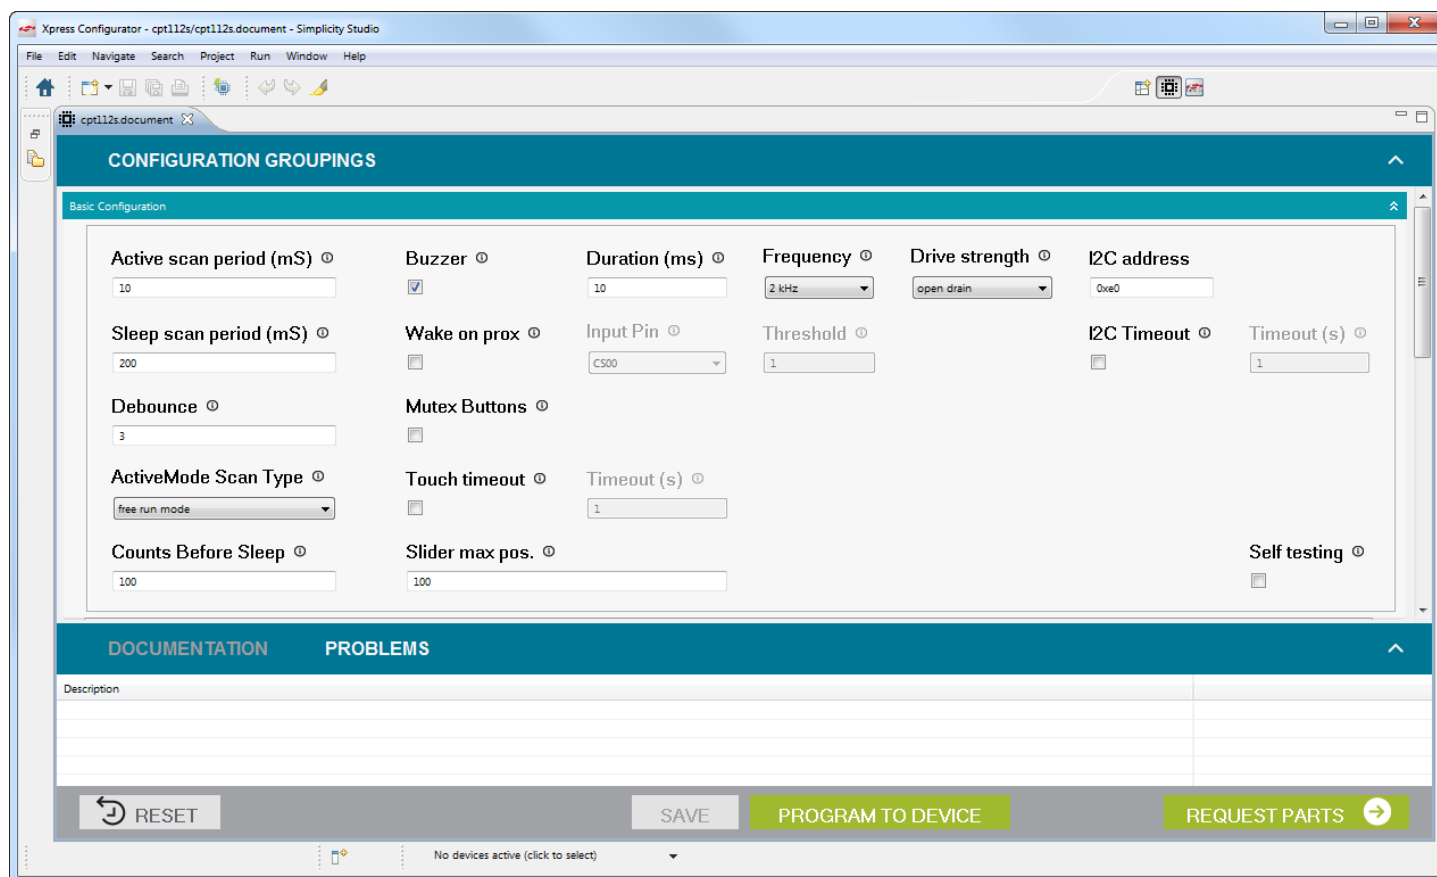 Xpress Configurator - cpt112s/cpt112s.document - Simplicity Studio
File Edit Navigate Search Project Run Window Help
cpt112s.document
CONFIGURATION GROUPINGS
Basic Configuration
Active scan period (mS) Buzzer Duration (ms) Frequency Drive strength I2C address
10 10 2 kHz open drain 0xe0
Sleep scan period (mS) Wake on prox Input Pin Threshold I2C Timeout Timeout (s)
200 CS00 1 1
Debounce Mutex Buttons
3
ActiveMode Scan Type Touch timeout Timeout (s)
free run mode 1
Counts Before Sleep Slider max pos. Self testing
100 100
DOCUMENTATION PROBLEMS
Description
RESET SAVE PROGRAM TO DEVICE REQUEST PARTS
No devices active (click to select)